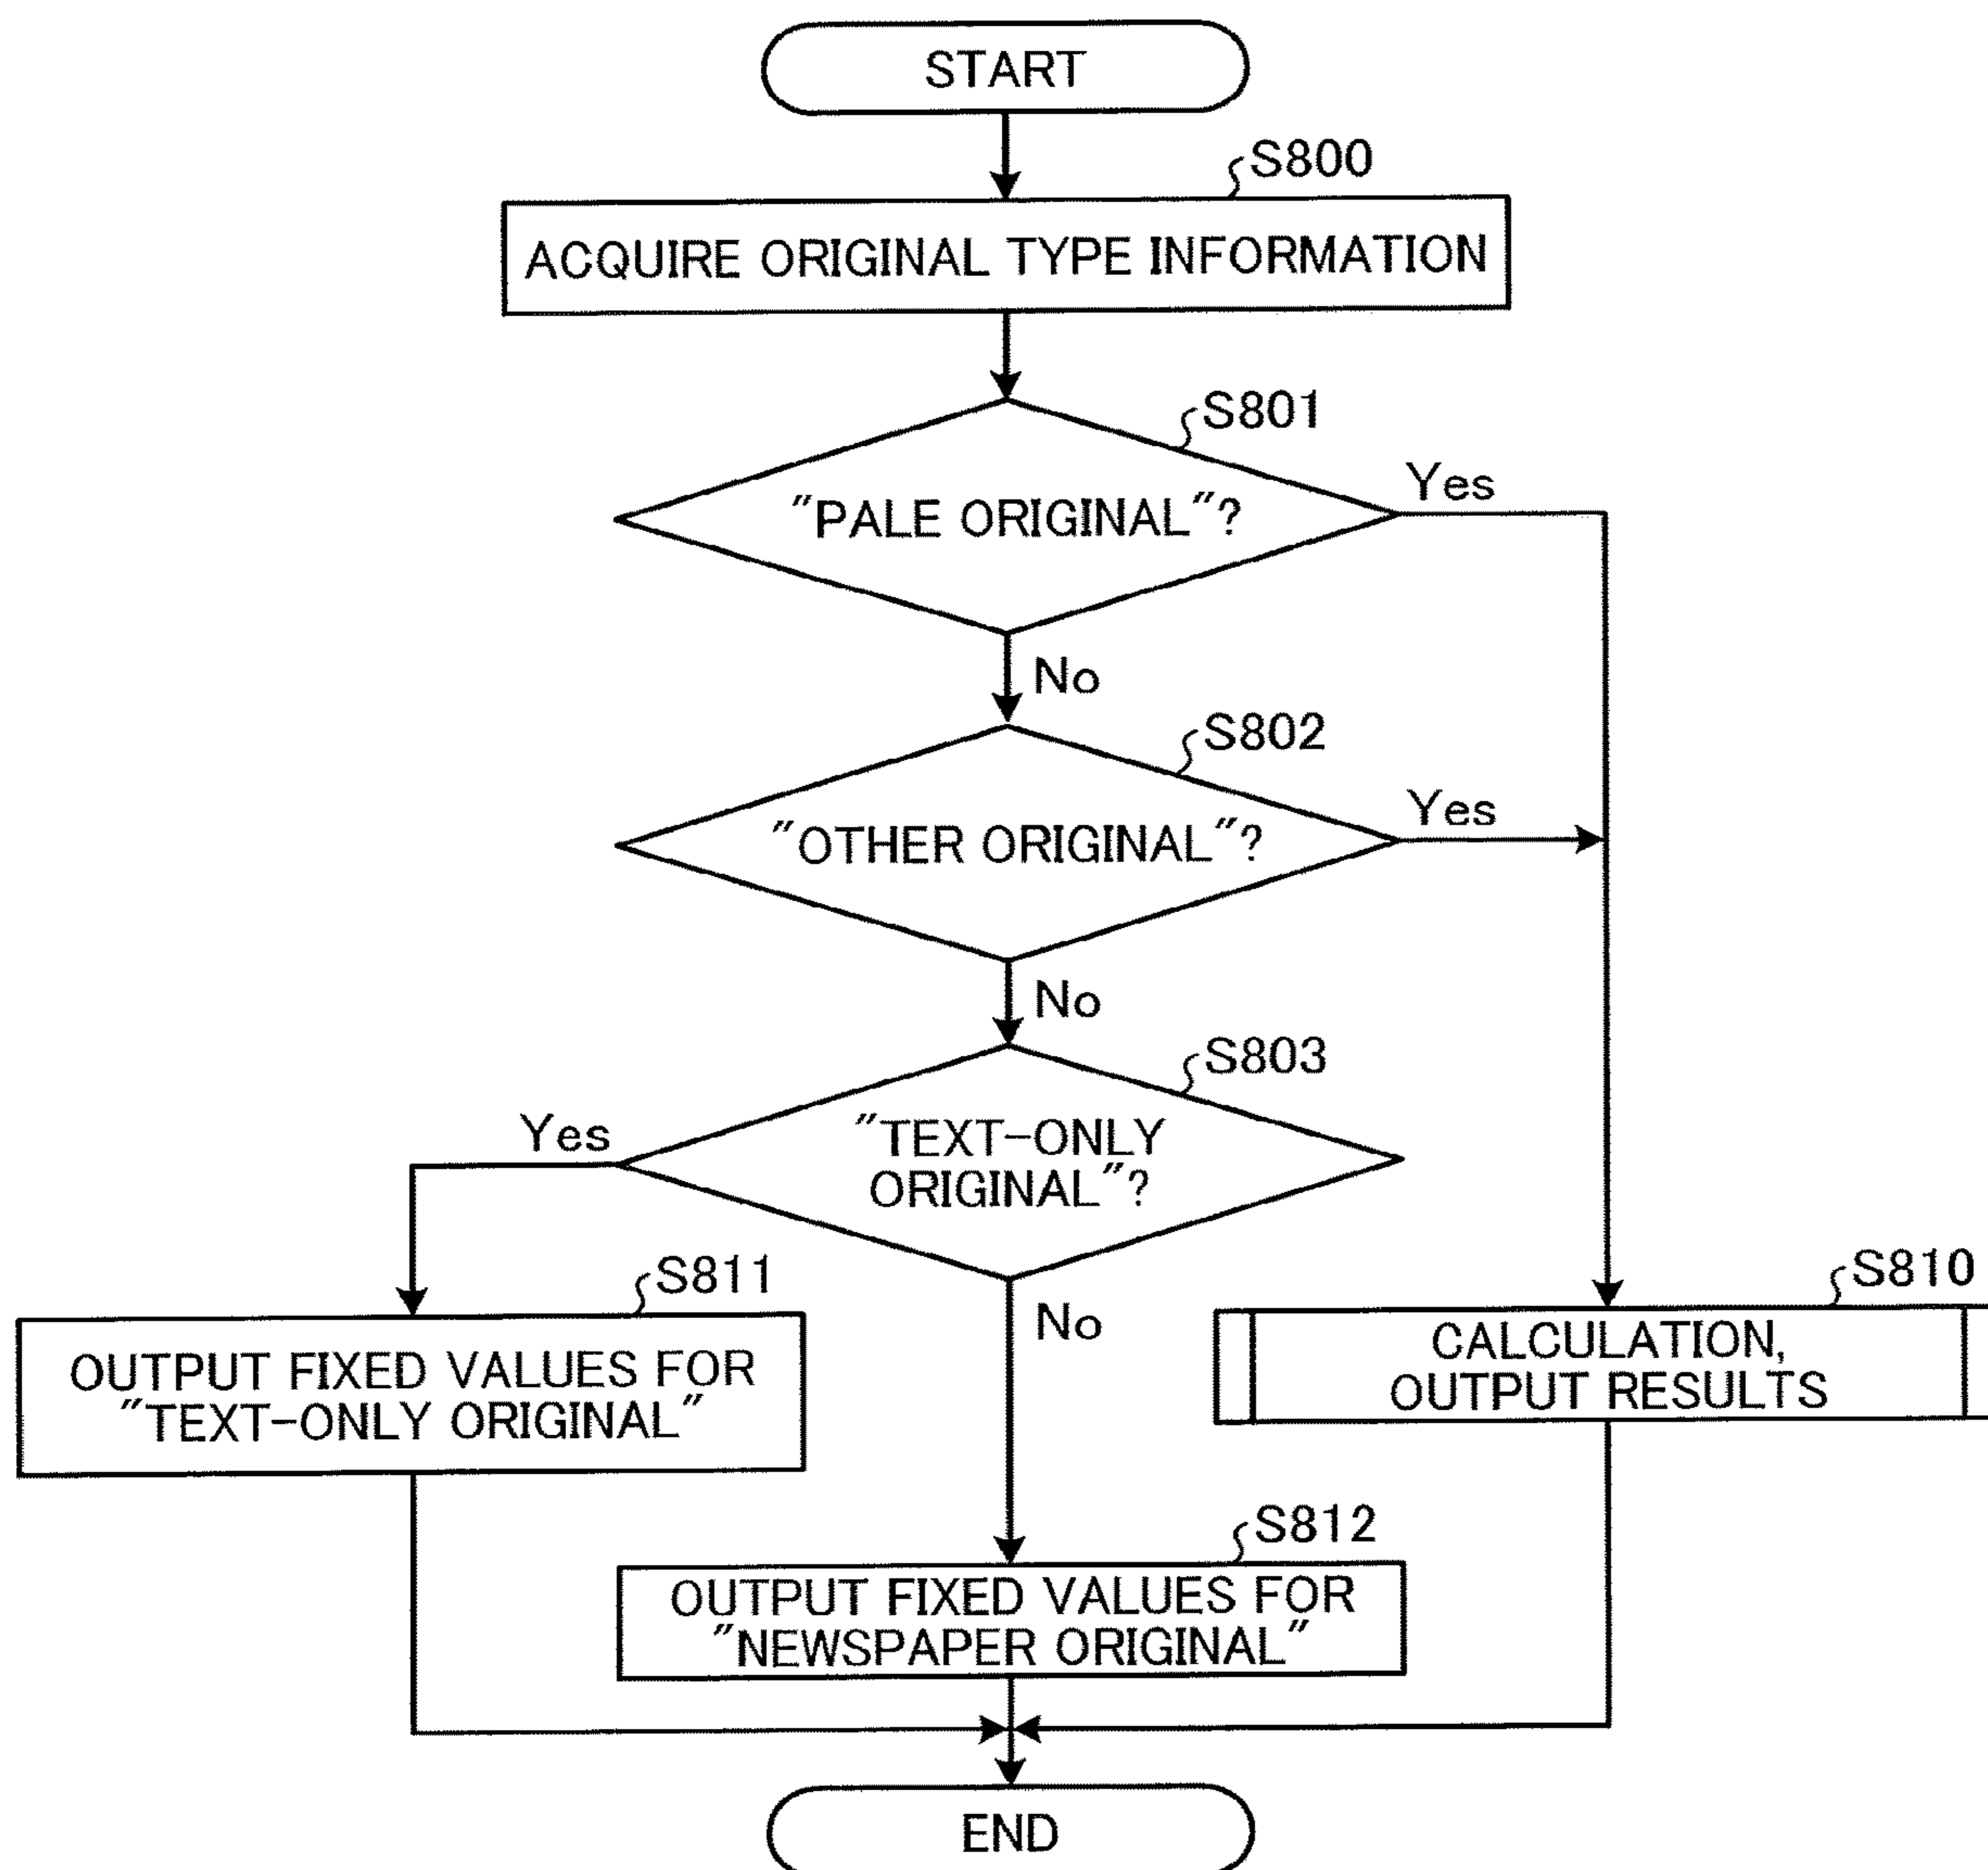 START
S800
ACQUIRE ORIGINAL TYPE INFORMATION
S801
"PALE ORIGINAL"?
Yes
No
S802
"OTHER ORIGINAL"?
Yes
No
S803
"TEXT-ONLY
ORIGINAL"?
Yes
No
S811
OUTPUT FIXED VALUES FOR
"TEXT-ONLY ORIGINAL"
S810
CALCULATION,
OUTPUT RESULTS
S812
OUTPUT FIXED VALUES FOR
"NEWSPAPER ORIGINAL"
END